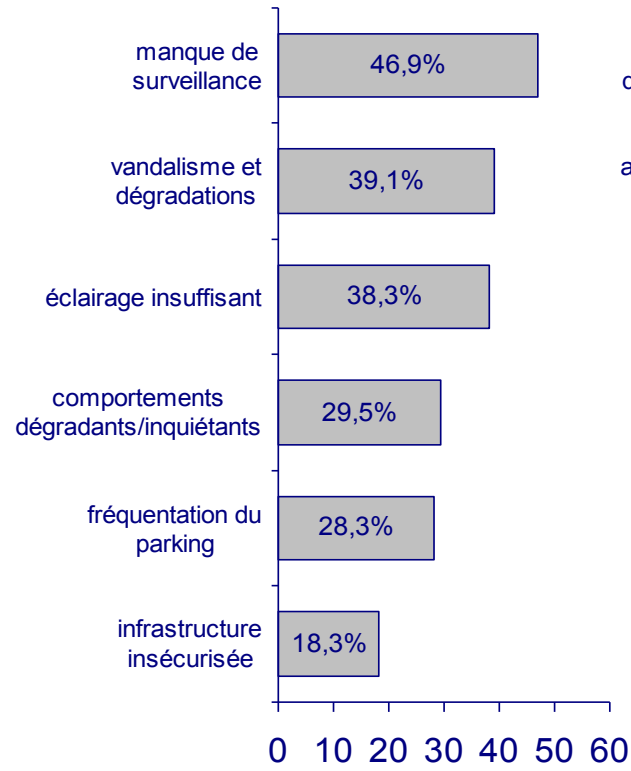 manque de
surveillance
46,9%
vandalisme et
dégradations
39,1%
éclairage insuffisant
38,3%
comportements
dégradants/inquiétants
29,5%
fréquentation du
parking
28,3%
infrastructure
insécurisée
18,3%
0 10 20 30 40 50 60